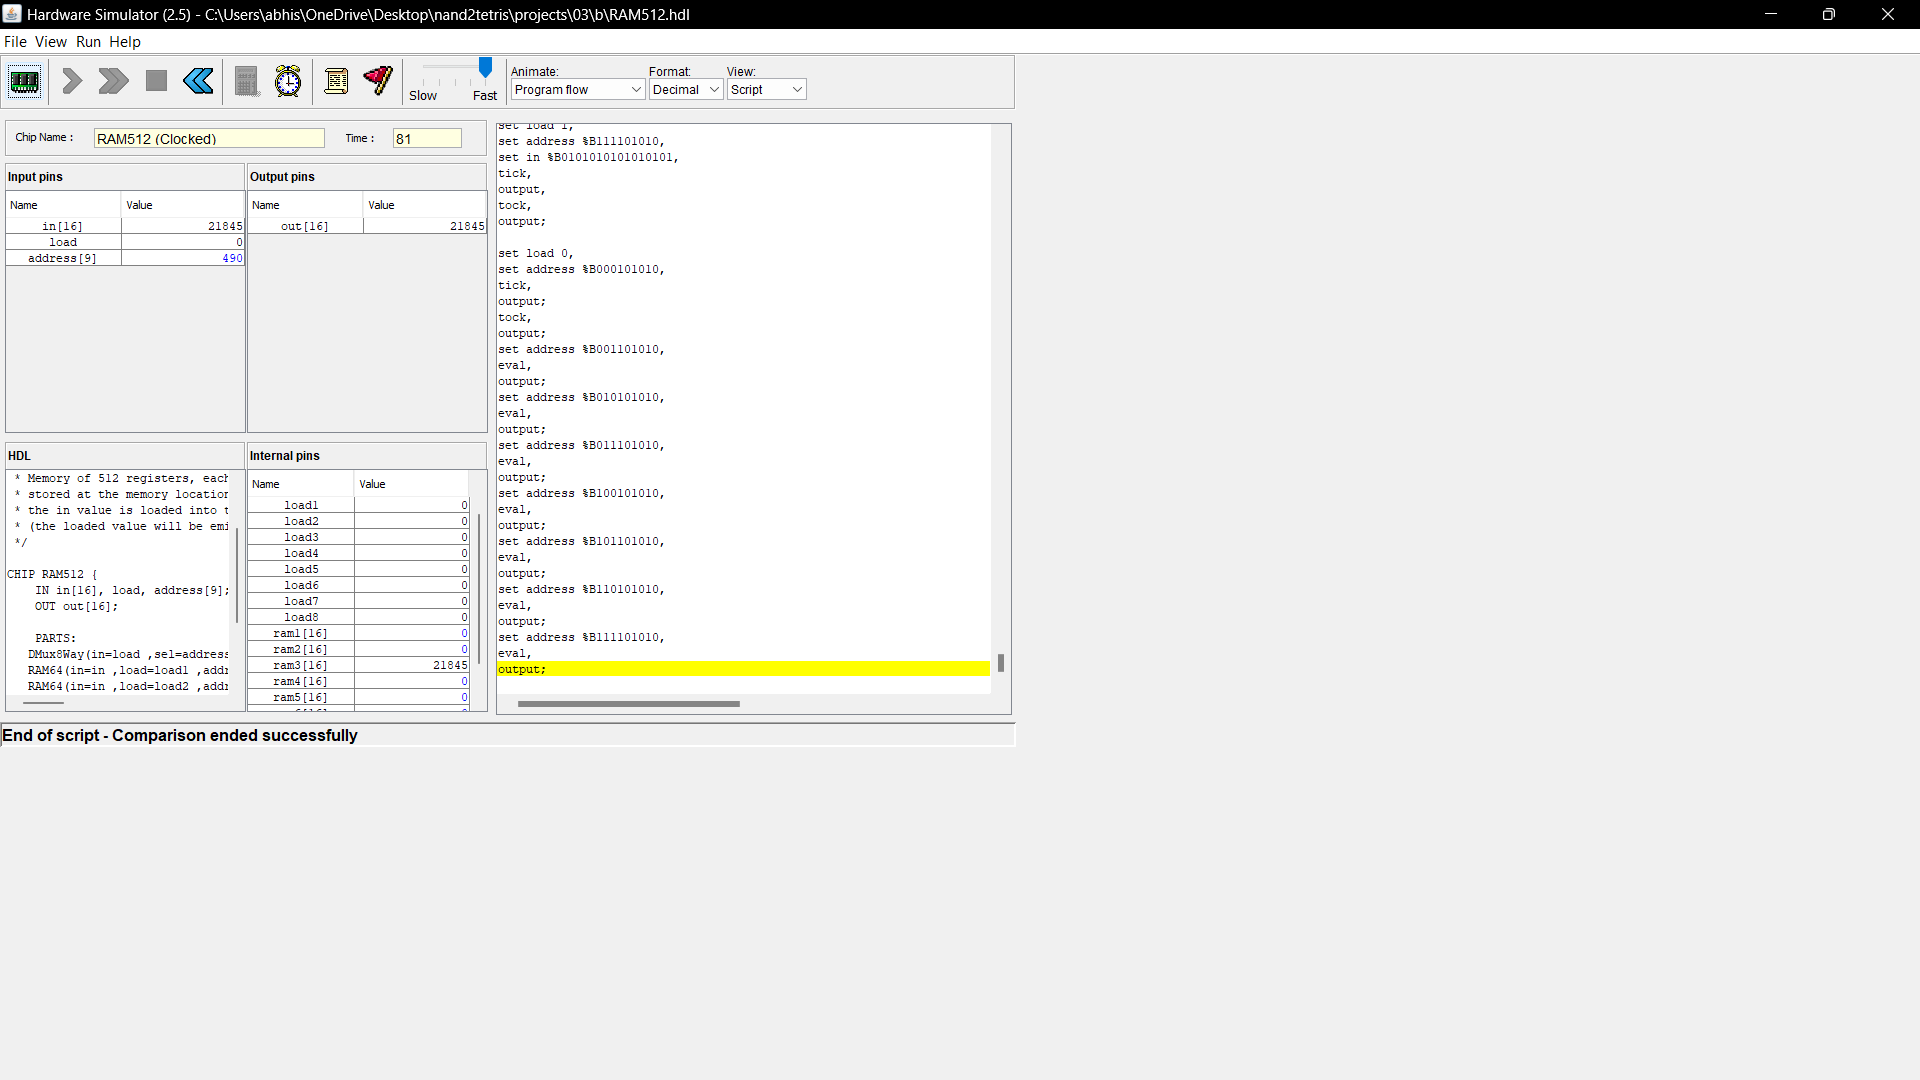 Hardware Simulator (2.5) - C:\Users\abhis\OneDrive\Desktop\nand2tetris\projects\03\b\RAM512.hdl
File View Run Help
Animate: Format: View:
Program flow Decimal Script
Slow Fast
Chip Name : RAM512 (Clocked) Time : 81
Input pins
Name Value
in[16] 21845
load 0
address[9] 490
Output pins
Name Value
out[16] 21845
HDL
* Memory of 512 registers, each
* stored at the memory location
* the in value is loaded into t
* (the loaded value will be emi
*/
CHIP RAM512 {
IN in[16], load, address[9];
OUT out[16];
PARTS:
DMux8Way(in=load ,sel=address
RAM64(in=in ,load=load1 ,addr
RAM64(in=in ,load=load2 ,addr
Internal pins
Name Value
load1 0
load2 0
load3 0
load4 0
load5 0
load6 0
load7 0
load8 0
ram1[16] 0
ram2[16] 0
ram3[16] 21845
ram4[16] 0
ram5[16] 0
set load 1,
set address %B111101010,
set in %B0101010101010101,
tick,
output,
tock,
output;
set load 0,
set address %B000101010,
tick,
output;
tock,
output;
set address %B001101010,
eval,
output;
set address %B010101010,
eval,
output;
set address %B011101010,
eval,
output;
set address %B100101010,
eval,
output;
set address %B101101010,
eval,
output;
set address %B110101010,
eval,
output;
set address %B111101010,
eval,
output;
End of script - Comparison ended successfully